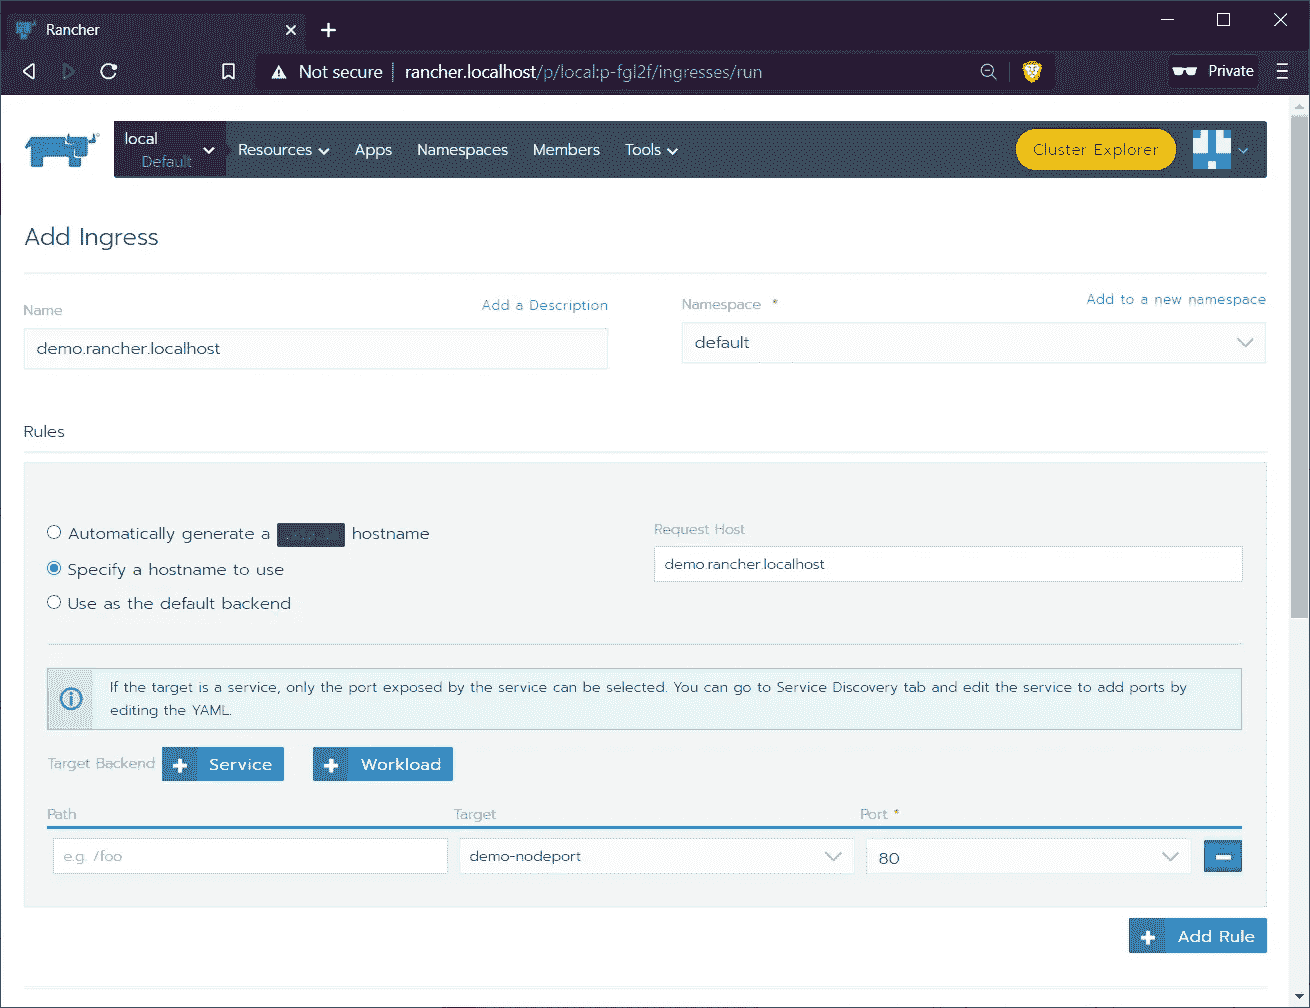 Rancher
Not secure
rancher.localhost/p/local:p-fgl2f/ingresses/run
Private
local
Default
Resources
Apps
Namespaces
Members
Tools
Cluster Explorer
Add Ingress
Name
Add a Description
Namespace *
Add to a new namespace
demo.rancher.localhost
default
Rules
Automatically generate a
hostname
Specify a hostname to use
Use as the default backend
Request Host
demo.rancher.localhost
If the target is a service, only the port exposed by the service can be selected. You can go to Service Discovery tab and edit the service to add ports by
editing the YAML.
Target Backend
Service
Workload
Path
Target
Port *
e.g. /foo
demo-nodeport
80
Add Rule